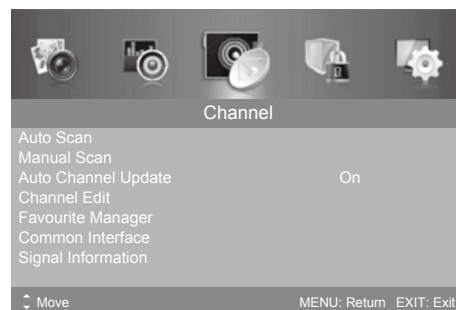 Channel
Auto Scan
Manual Scan
Auto Channel Update On
Channel Edit
Favourite Manager
Common Interface
Signal Information
Move MENU: Return EXIT: Exit